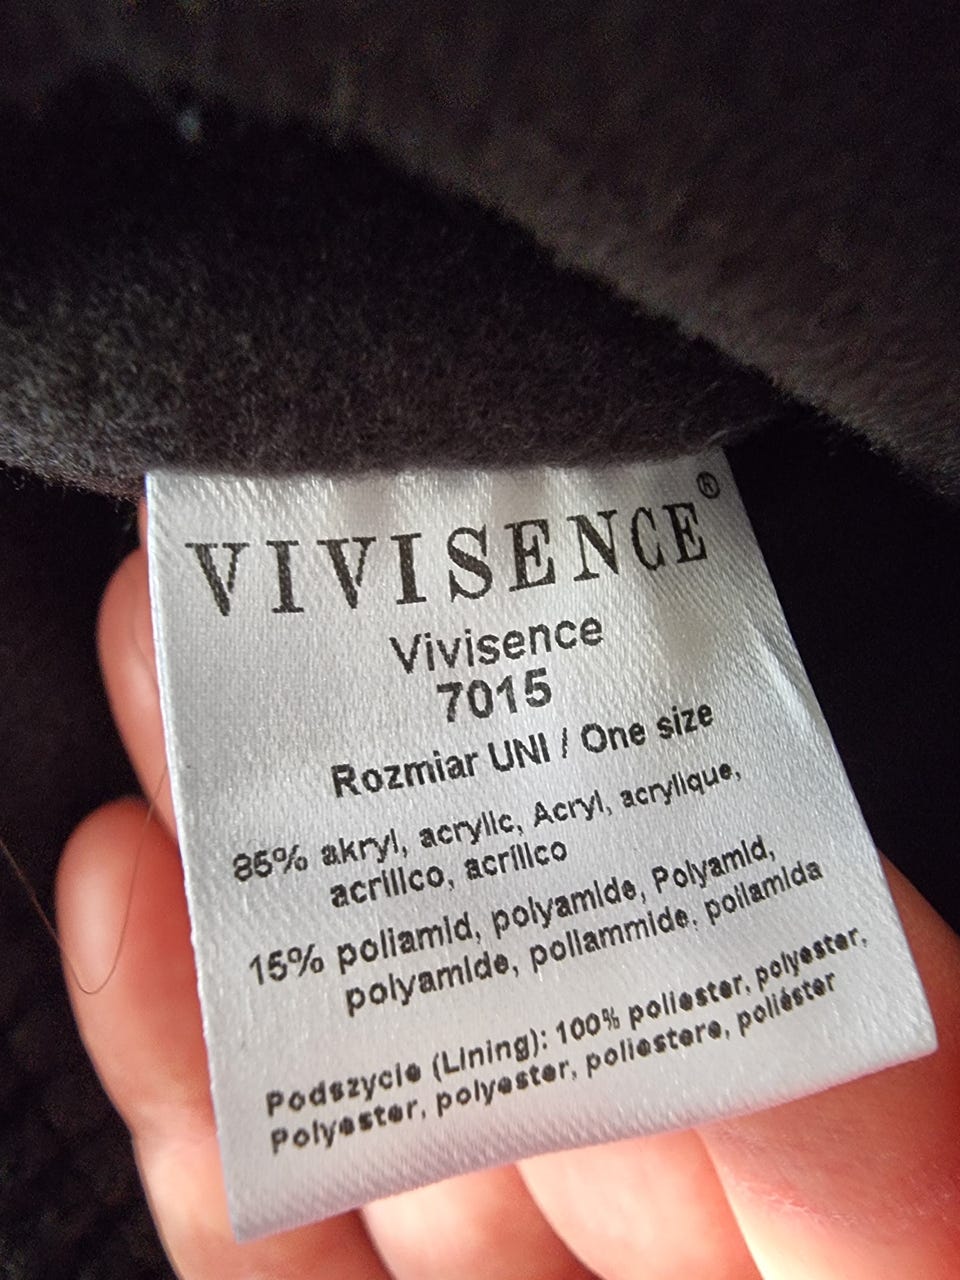 VIVISENCE®
Vivisence
7015
Rozmiar UNI / One size
85% akryl, acrylic, Acryl, acrylique,
acrilico, acrílico
15% poliamid, polyamide, Polyamid,
polyamide, poliammide, poliamida
Podszycie (Lining): 100% poliester, polyester,
Polyester, polyester, poliestere, poliéster